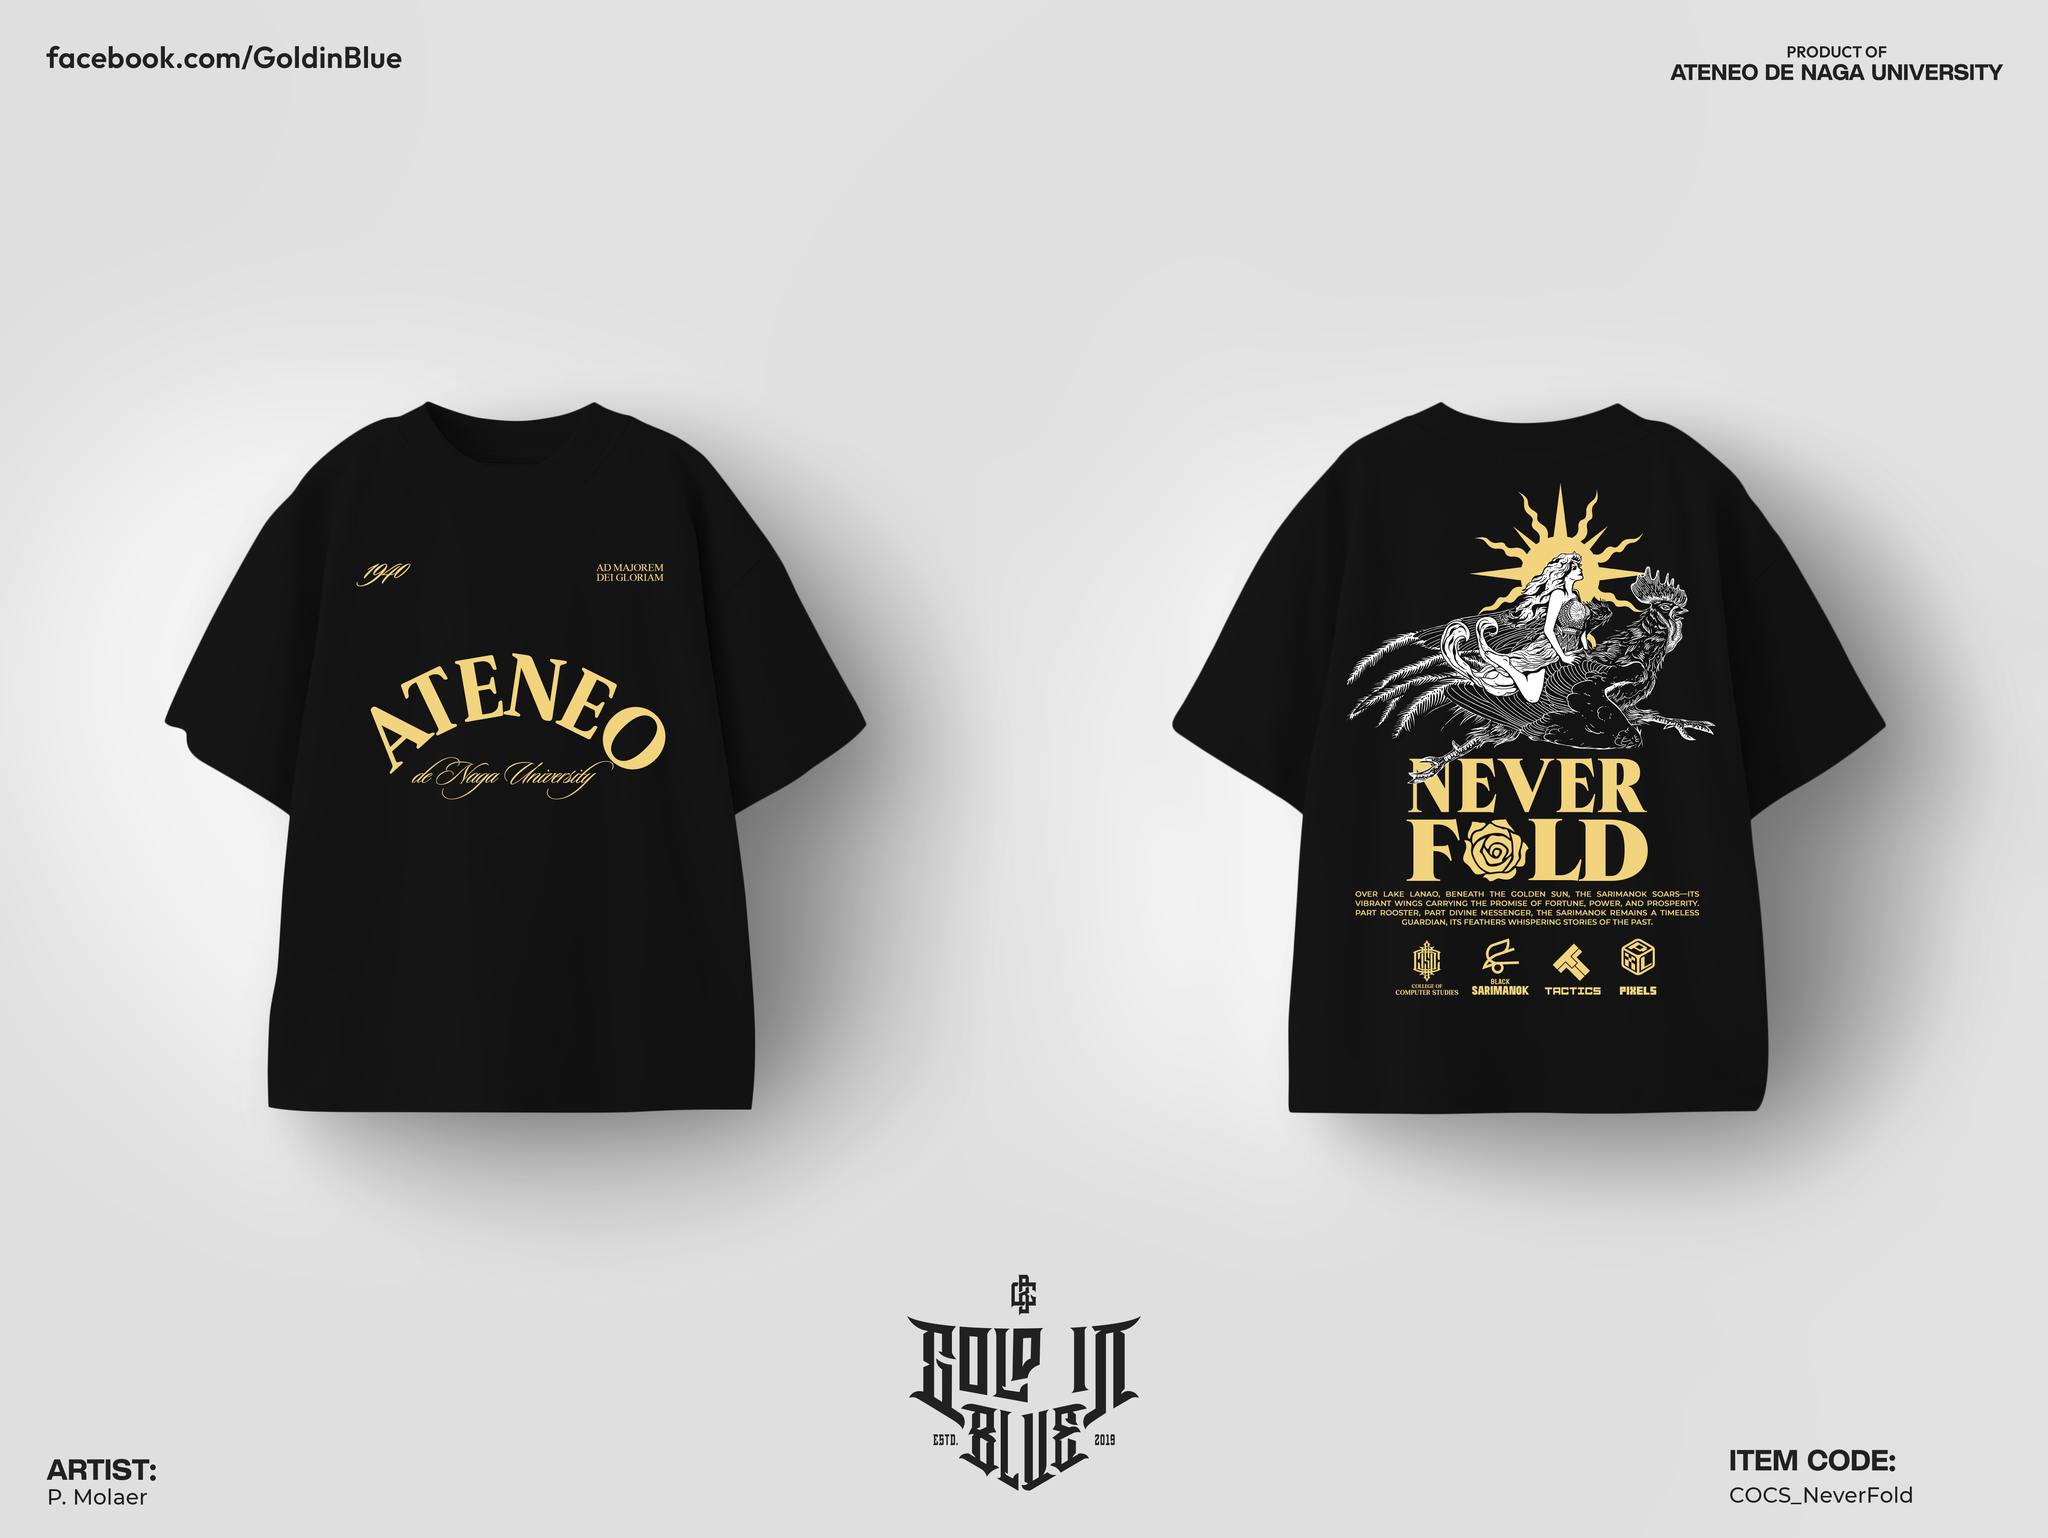 facebook.com/GoldinBlue
PRODUCT OF
ATENEO DE NAGA UNIVERSITY
1940
AD MAJOREM
DEI GLORIAM
ATENEO
de Naga University
NEVER
FOLD
OVER LAKE LANAO, BENEATH THE GOLDEN SUN, THE SARIMANOK SOARS—ITS
VIBRANT WINGS CARRYING THE PROMISE OF FORTUNE, POWER, AND PROSPERITY.
PART ROOSTER, PART DIVINE MESSENGER, THE SARIMANOK REMAINS A TIMELESS
GUARDIAN, ITS FEATHERS WHISPERING STORIES OF THE PAST.
COLLEGE OF
COMPUTER STUDIES
BLACK
SARIMANOK
TACTICS
PIXELS
GOLD IN
BLUE
ESTD.
2019
ARTIST:
P. Molaer
ITEM CODE:
COCS_NeverFold